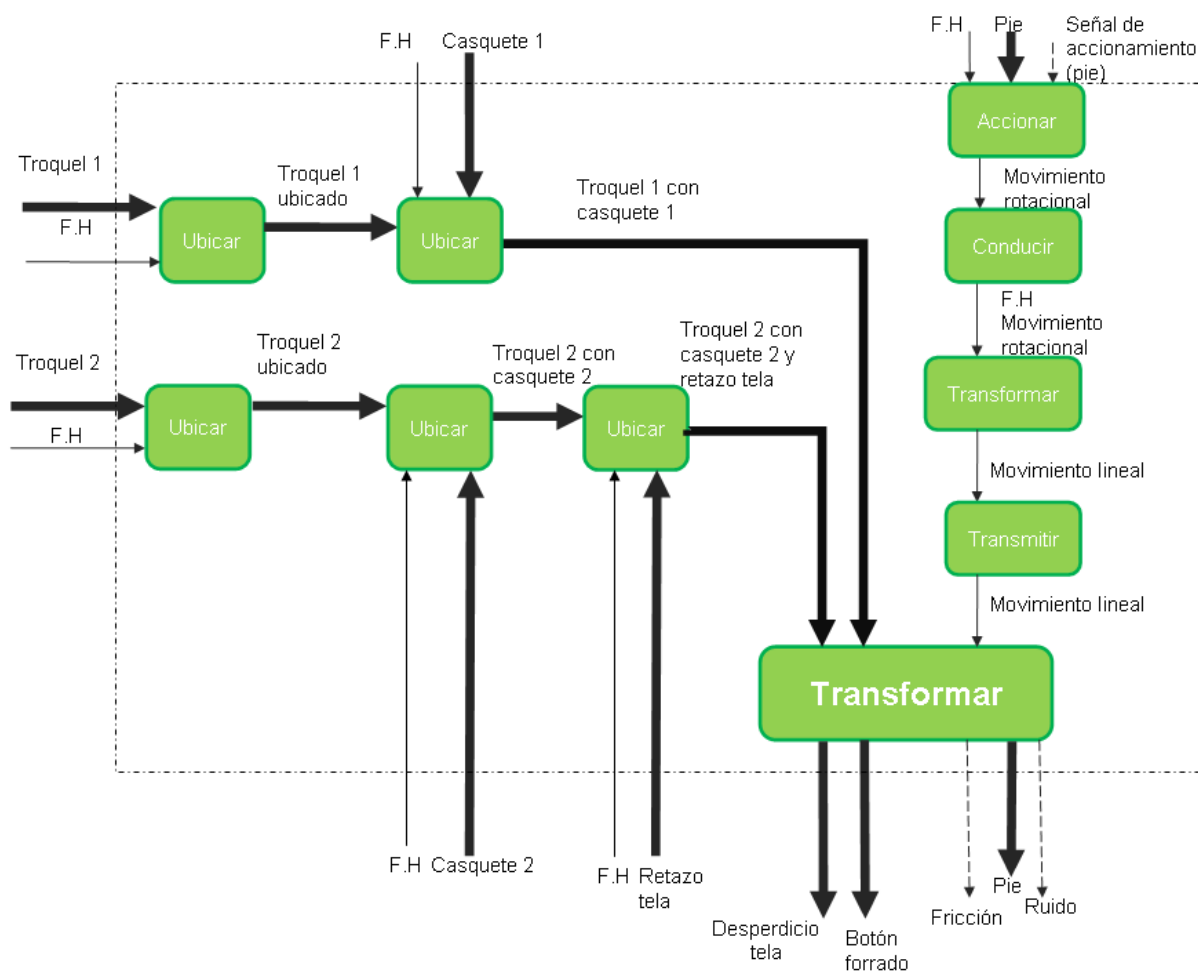 F.H
Casquete 1
F.H
Pie
Señal de
accionamiento
(pie)
Accionar
Troquel 1
F.H
Ubicar
Troquel 1
ubicado
Ubicar
Troquel 1 con
casquete 1
Movimiento
rotacional
Conducir
F.H
Movimiento
rotacional
Troquel 2
F.H
Ubicar
Troquel 2
ubicado
Ubicar
Troquel 2 con
casquete 2
Ubicar
Troquel 2 con
casquete 2 y
retazo tela
Transformar
Movimiento lineal
Transmitir
Movimiento lineal
Transformar
F.H
Casquete 2
F.H
Retazo
tela
Desperdicio
tela
Botón
forrado
Fricción
Pie
Ruido